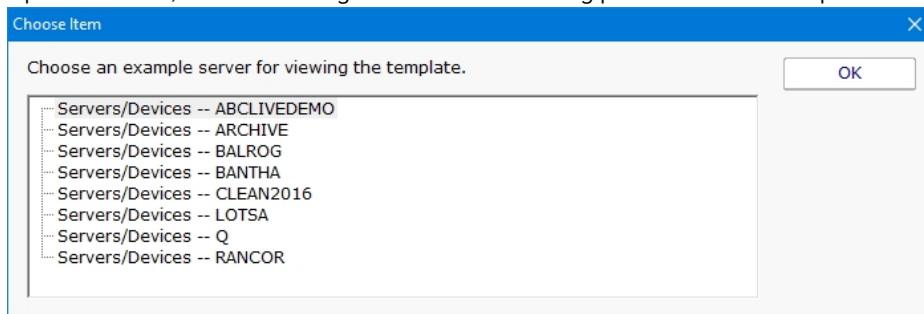 Choose Item
Choose an example server for viewing the template.
OK
Servers/Devices -- ABCLIVEDEMO
Servers/Devices -- ARCHIVE
Servers/Devices -- BALROG
Servers/Devices -- BANTHA
Servers/Devices -- CLEAN2016
Servers/Devices -- LOTSA
Servers/Devices -- Q
Servers/Devices -- RANCOR